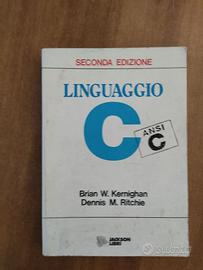 SECONDA EDIZIONE
LINGUAGGIO
C
ANSI
C
Brian W. Kernighan
Dennis M. Ritchie
JACKSON
LIBRI